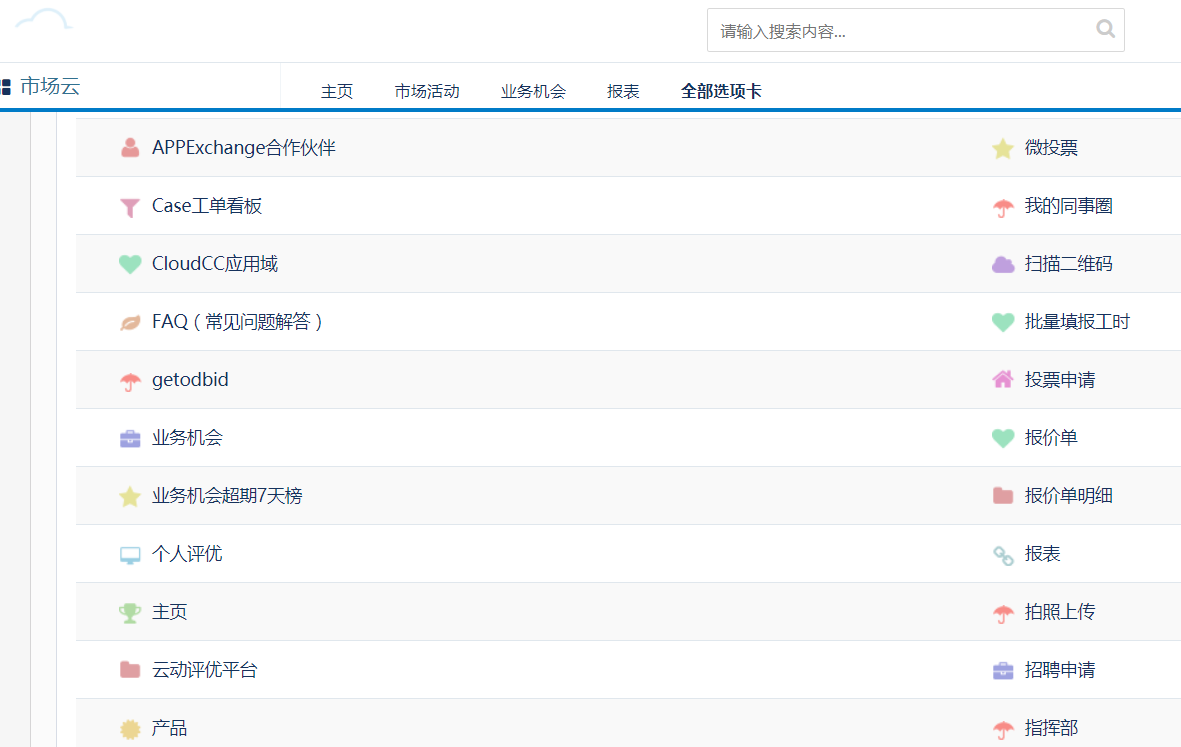 请输入搜索内容...
市场云
主页 市场活动 业务机会 报表 全部选项卡
APPExchange合作伙伴 微投票
Case工单看板 我的同事圈
CloudCC应用域 扫描二维码
FAQ（常见问题解答） 批量填报工时
getodbid 投票申请
业务机会 报价单
业务机会超期7天榜 报价单明细
个人评优 报表
主页 拍照上传
云动评优平台 招聘申请
产品 指挥部